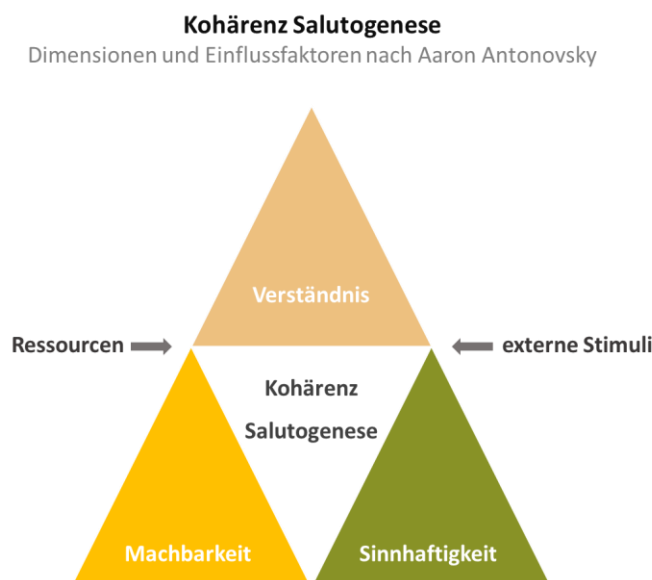 Kohärenz Salutogenese
Dimensionen und Einflussfaktoren nach Aaron Antonovsky
Verständnis
Ressourcen
externe Stimuli
Kohärenz
Salutogenese
Machbarkeit
Sinnhaftigkeit